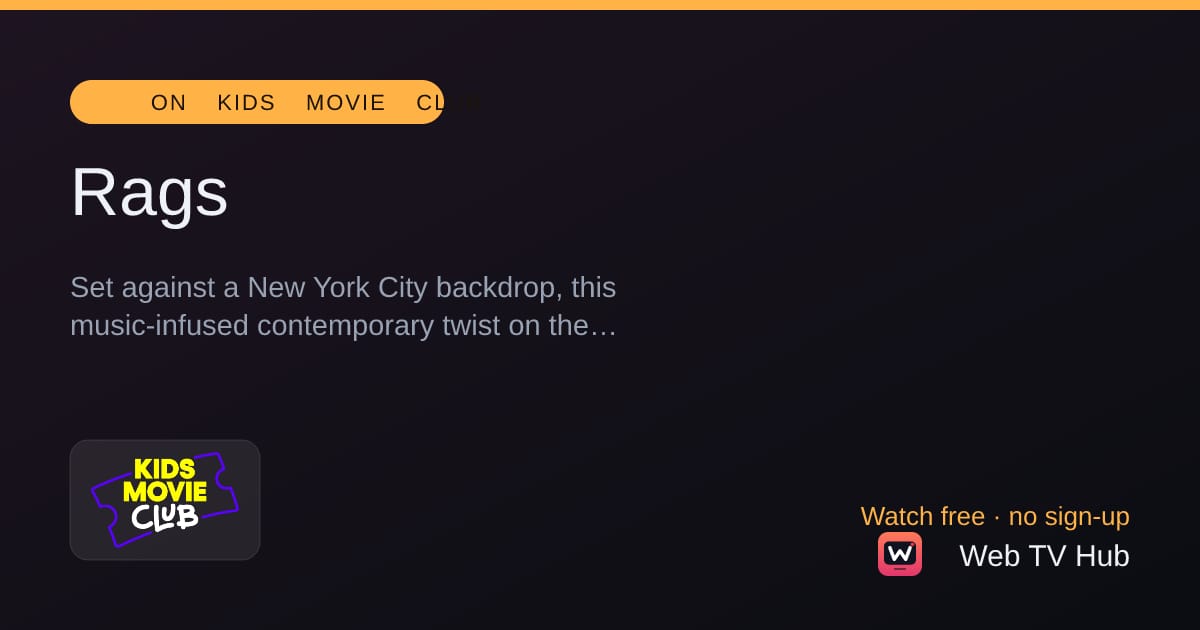 ON KIDS MOVIE CLUB
Rags
Set against a New York City backdrop, this
music-infused contemporary twist on the…
KIDS
MOVIE
CLUB
Watch free · no sign-up
W
Web TV Hub